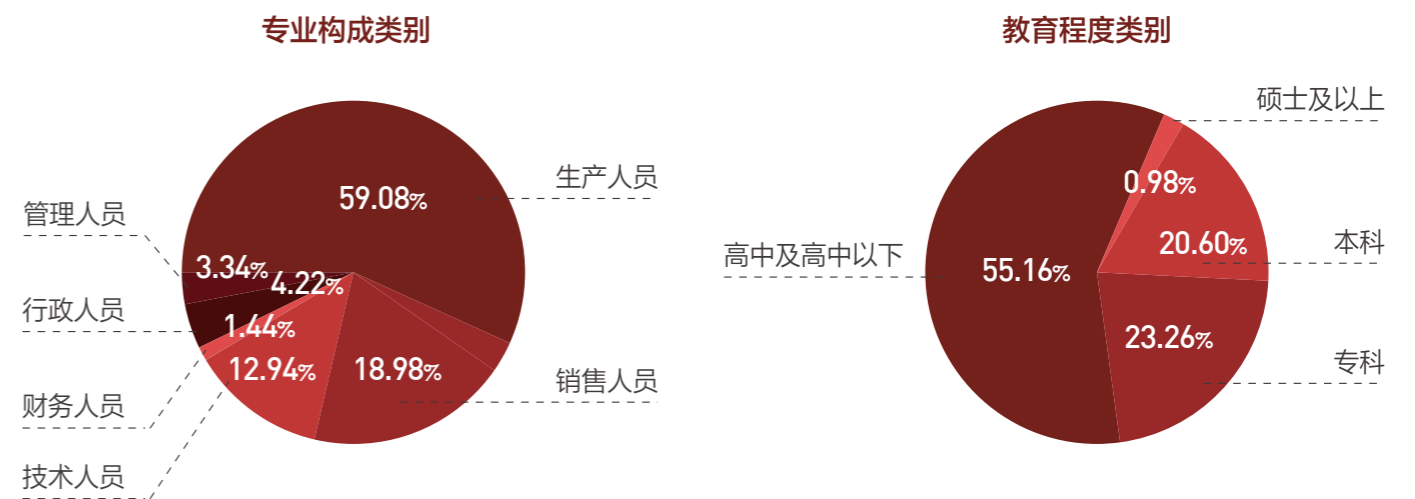 专业构成类别
59.08%
生产人员
管理人员
3.34%
4.22%
行政人员
1.44%
12.94%
18.98%
销售人员
财务人员
技术人员
教育程度类别
硕士及以上
0.98%
20.60%
本科
高中及高中以下
55.16%
23.26%
专科